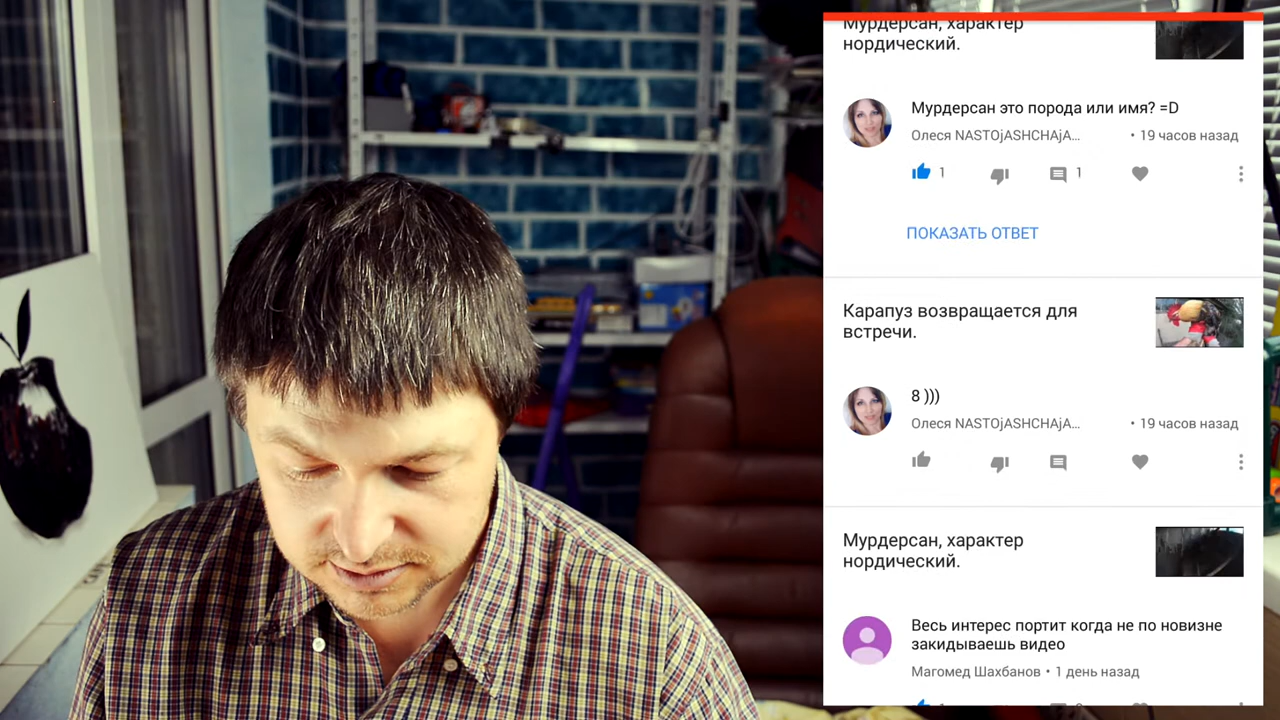 Мурдерсан, характер
нордический.
Мурдерсан это порода или имя? =D
Олеся NASTOjASHCHAjA... • 19 часов назад
1
1
ПОКАЗАТЬ ОТВЕТ
Карапуз возвращается для
встречи.
8 )))
Олеся NASTOjASHCHAjA... • 19 часов назад
Мурдерсан, характер
нордический.
Весь интерес портит когда не по новизне
закидываешь видео
Магомед Шахбанов • 1 день назад